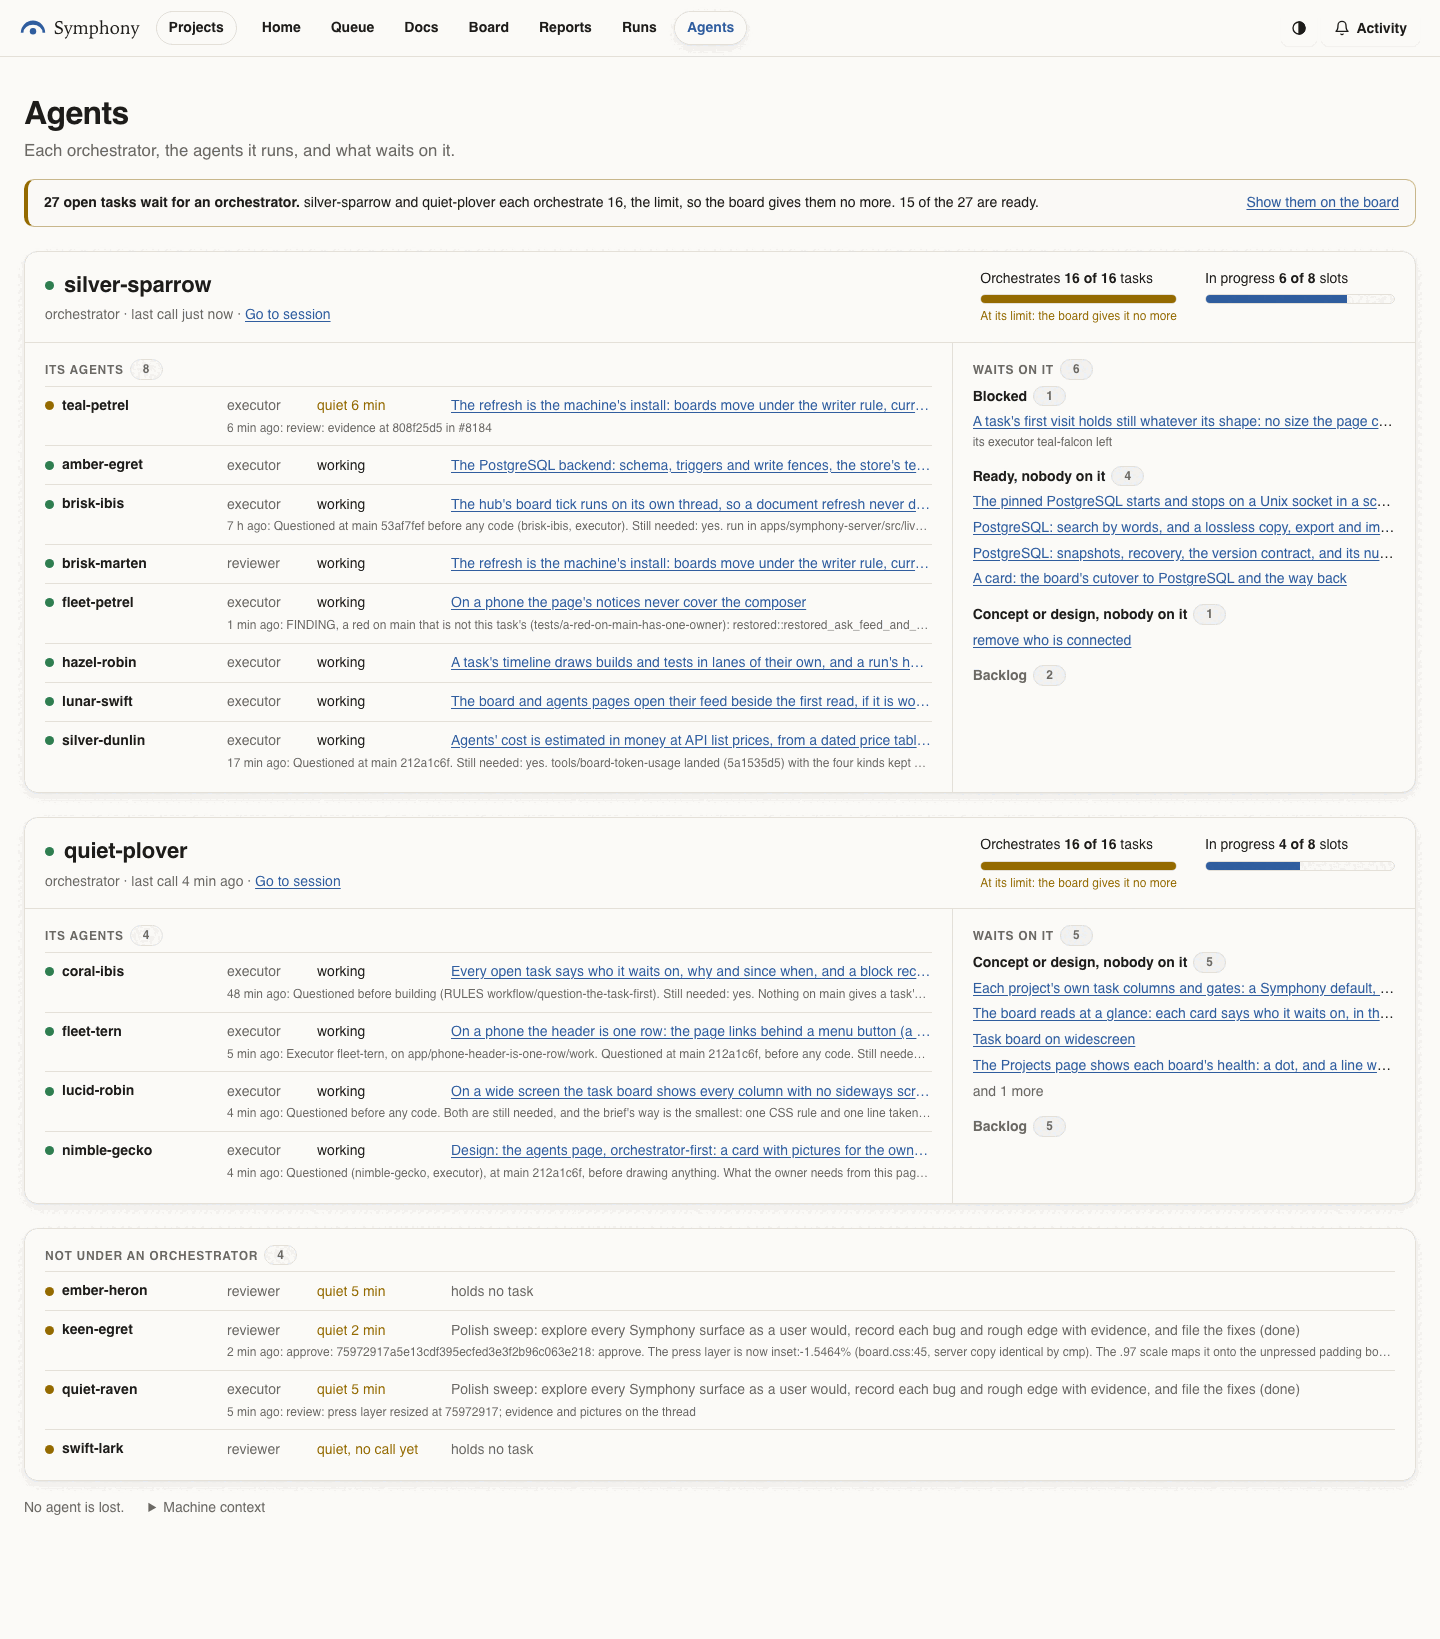 Symphony Projects Home Queue Docs Board Reports Runs Agents Activity
Agents
Each orchestrator, the agents it runs, and what waits on it.
27 open tasks wait for an orchestrator. silver-sparrow and quiet-plover each orchestrate 16, the limit, so the board gives them no more. 15 of the 27 are ready. Show them on the board
silver-sparrow
orchestrator · last call just now · Go to session
Orchestrates 16 of 16 tasks
At its limit: the board gives it no more
In progress 6 of 8 slots
ITS AGENTS 8
teal-petrel executor quiet 6 min The refresh is the machine's install: boards move under the writer rule, curr…
6 min ago: review: evidence at 808f25d5 in #8184
amber-egret executor working The PostgreSQL backend: schema, triggers and write fences, the store's te…
brisk-ibis executor working The hub's board tick runs on its own thread, so a document refresh never d…
7 h ago: Questioned at main 53af7fef before any code (brisk-ibis, executor). Still needed: yes. run in apps/symphony-server/src/liv…
brisk-marten reviewer working The refresh is the machine's install: boards move under the writer rule, curr…
fleet-petrel executor working On a phone the page's notices never cover the composer
1 min ago: FINDING, a red on main that is not this task's (tests/a-red-on-main-has-one-owner): restored::restored_ask_feed_and_…
hazel-robin executor working A task's timeline draws builds and tests in lanes of their own, and a run's h…
lunar-swift executor working The board and agents pages open their feed beside the first read, if it is wo…
silver-dunlin executor working Agents' cost is estimated in money at API list prices, from a dated price tabl…
17 min ago: Questioned at main 212a1c6f. Still needed: yes. tools/board-token-usage landed (5a1535d5) with the four kinds kept …
WAITS ON IT 6
Blocked 1
A task's first visit holds still whatever its shape: no size the page c…
its executor teal-falcon left
Ready, nobody on it 4
The pinned PostgreSQL starts and stops on a Unix socket in a sc…
PostgreSQL: search by words, and a lossless copy, export and im…
PostgreSQL: snapshots, recovery, the version contract, and its nu…
A card: the board's cutover to PostgreSQL and the way back
Concept or design, nobody on it 1
remove who is connected
Backlog 2
quiet-plover
orchestrator · last call 4 min ago · Go to session
Orchestrates 16 of 16 tasks
At its limit: the board gives it no more
In progress 4 of 8 slots
ITS AGENTS 4
coral-ibis executor working Every open task says who it waits on, why and since when, and a block rec…
48 min ago: Questioned before building (RULES workflow/question-the-task-first). Still needed: yes. Nothing on main gives a task'…
fleet-tern executor working On a phone the header is one row: the page links behind a menu button (a …
5 min ago: Executor fleet-tern, on app/phone-header-is-one-row/work. Questioned at main 212a1c6f, before any code. Still neede…
lucid-robin executor working On a wide screen the task board shows every column with no sideways scr…
4 min ago: Questioned before any code. Both are still needed, and the brief's way is the smallest: one CSS rule and one line taken…
nimble-gecko executor working Design: the agents page, orchestrator-first: a card with pictures for the own…
4 min ago: Questioned (nimble-gecko, executor), at main 212a1c6f, before drawing anything. What the owner needs from this pag…
WAITS ON IT 5
Concept or design, nobody on it 5
Each project's own task columns and gates: a Symphony default, …
The board reads at a glance: each card says who it waits on, in th…
Task board on widescreen
The Projects page shows each board's health: a dot, and a line w…
and 1 more
Backlog 5
NOT UNDER AN ORCHESTRATOR 4
ember-heron reviewer quiet 5 min holds no task
keen-egret reviewer quiet 2 min Polish sweep: explore every Symphony surface as a user would, record each bug and rough edge with evidence, and file the fixes (done)
2 min ago: approve: 75972917a5e13cdf395ecfed3e3f2b96c063e218: approve. The press layer is now inset:-1.5464% (board.css:45, server copy identical by cmp). The .97 scale maps it onto the unpressed padding bo…
quiet-raven executor quiet 5 min Polish sweep: explore every Symphony surface as a user would, record each bug and rough edge with evidence, and file the fixes (done)
5 min ago: review: press layer resized at 75972917; evidence and pictures on the thread
swift-lark reviewer quiet, no call yet holds no task
No agent is lost. Machine context